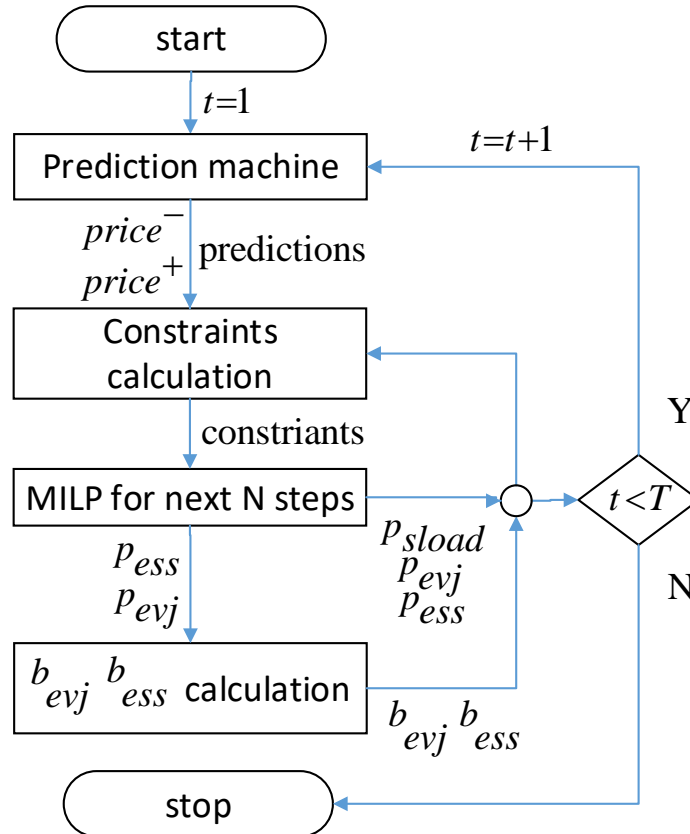 start
t=1
t=t+1
Prediction machine
price⁻
predictions
price⁺
Constraints
calculation
constriants
Y
MILP for next N steps
t<T
p_sload
p_evj
p_ess
p_ess
p_evj
N
b_evj b_ess calculation
b_evj b_ess
stop